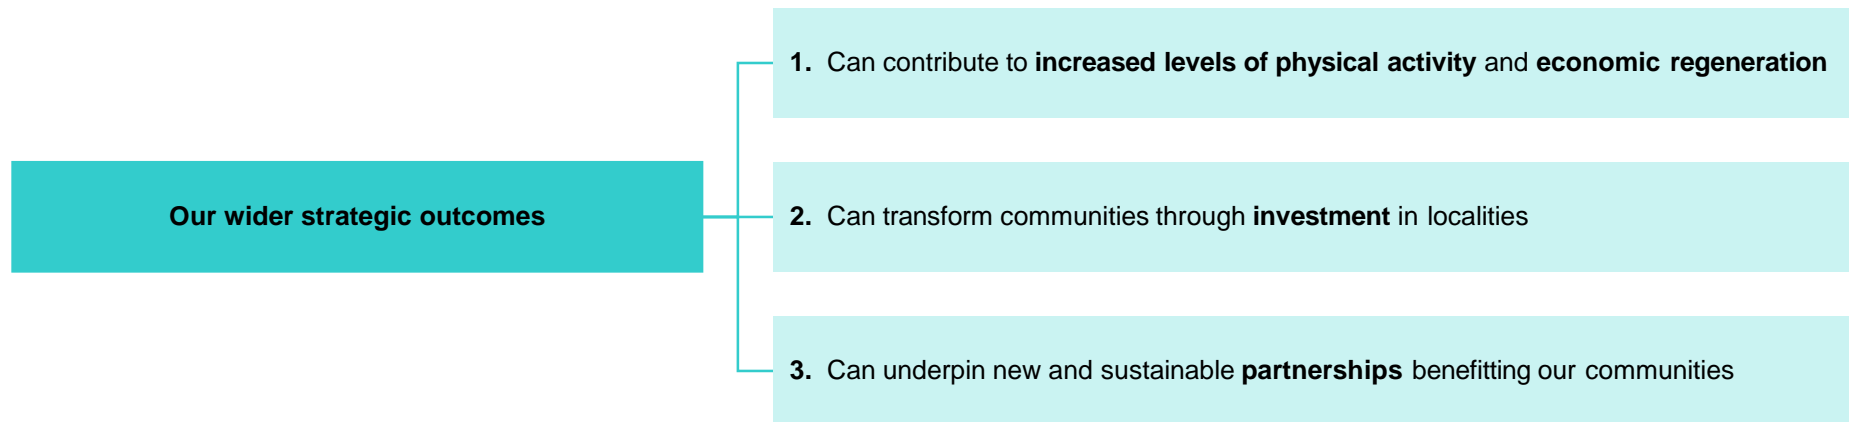 Our wider strategic outcomes
1. Can contribute to increased levels of physical activity and economic regeneration
2. Can transform communities through investment in localities
3. Can underpin new and sustainable partnerships benefitting our communities